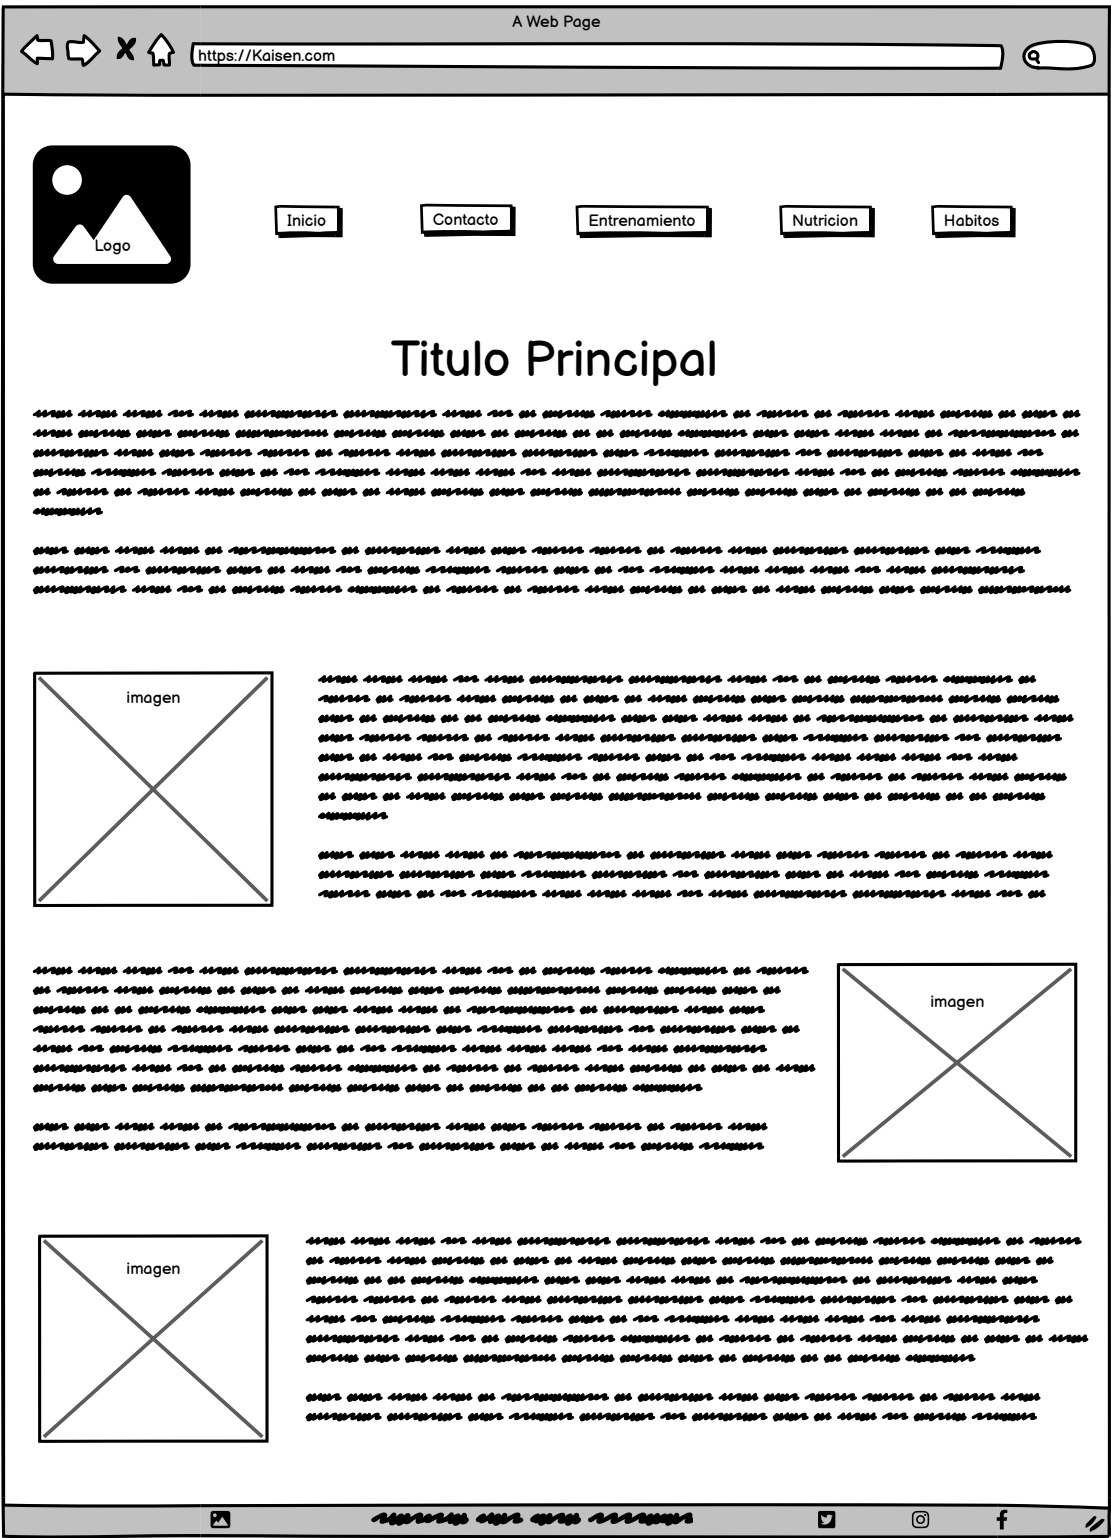 A Web Page
https://Kaisen.com
Logo
Inicio
Contacto
Entrenamiento
Nutricion
Habitos
Titulo Principal
imagen
imagen
imagen